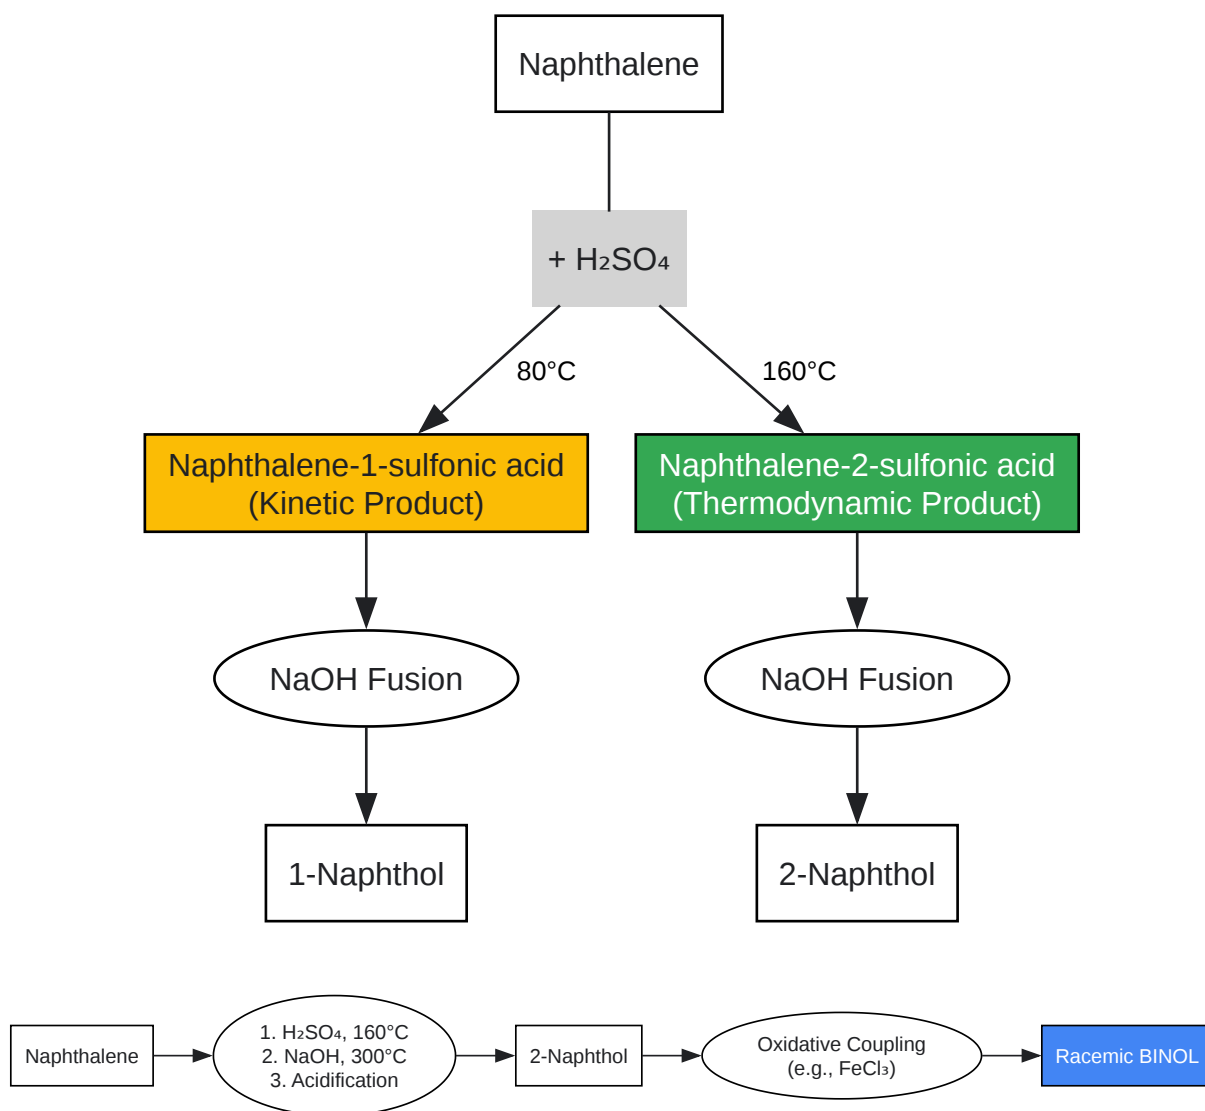 Naphthalene
+ H₂SO₄
80°C
160°C
Naphthalene-1-sulfonic acid
(Kinetic Product)
Naphthalene-2-sulfonic acid
(Thermodynamic Product)
NaOH Fusion
NaOH Fusion
1-Naphthol
2-Naphthol
Naphthalene
1. H₂SO₄, 160°C
2. NaOH, 300°C
3. Acidification
2-Naphthol
Oxidative Coupling
(e.g., FeCl₃)
Racemic BINOL